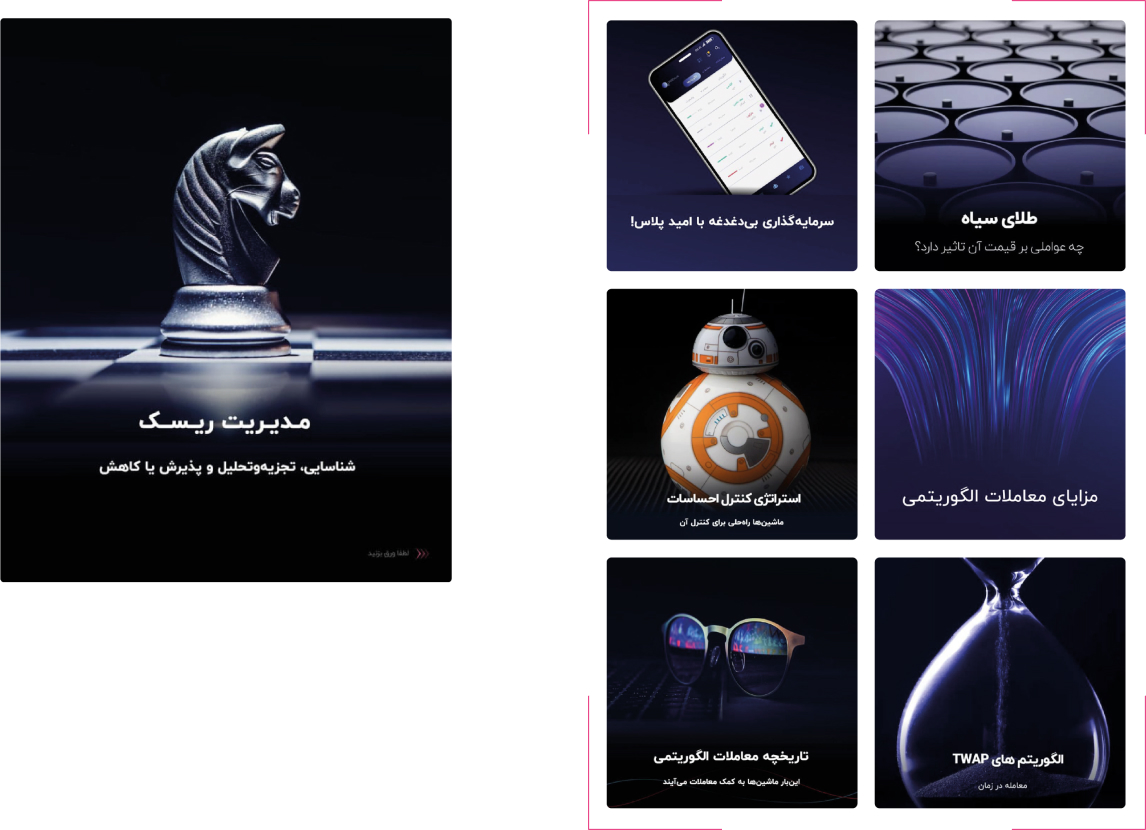 مدیریت ریسک
شناسایی، تجزیه‌وتحلیل و پذیرش یا کاهش
لطفا ورق بزنید
طلای سیاه
چه عواملی بر قیمت آن تاثیر دارد؟
سرمایه‌گذاری بی‌دغدغه با امید پلاس!
مزایای معاملات الگوریتمی
استراتژی کنترل احساسات
ماشین‌ها راه‌حلی برای کنترل آن
الگوریتم های TWAP
معامله در زمان
تاریخچه معاملات الگوریتمی
این‌بار ماشین‌ها به کمک معاملات می‌آیند